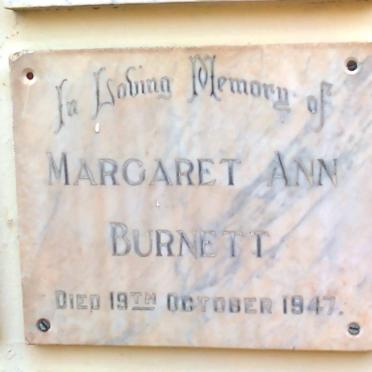 In Loving Memory of
MARGARET ANN
BURNETT.
DIED 19TH OCTOBER 1947.